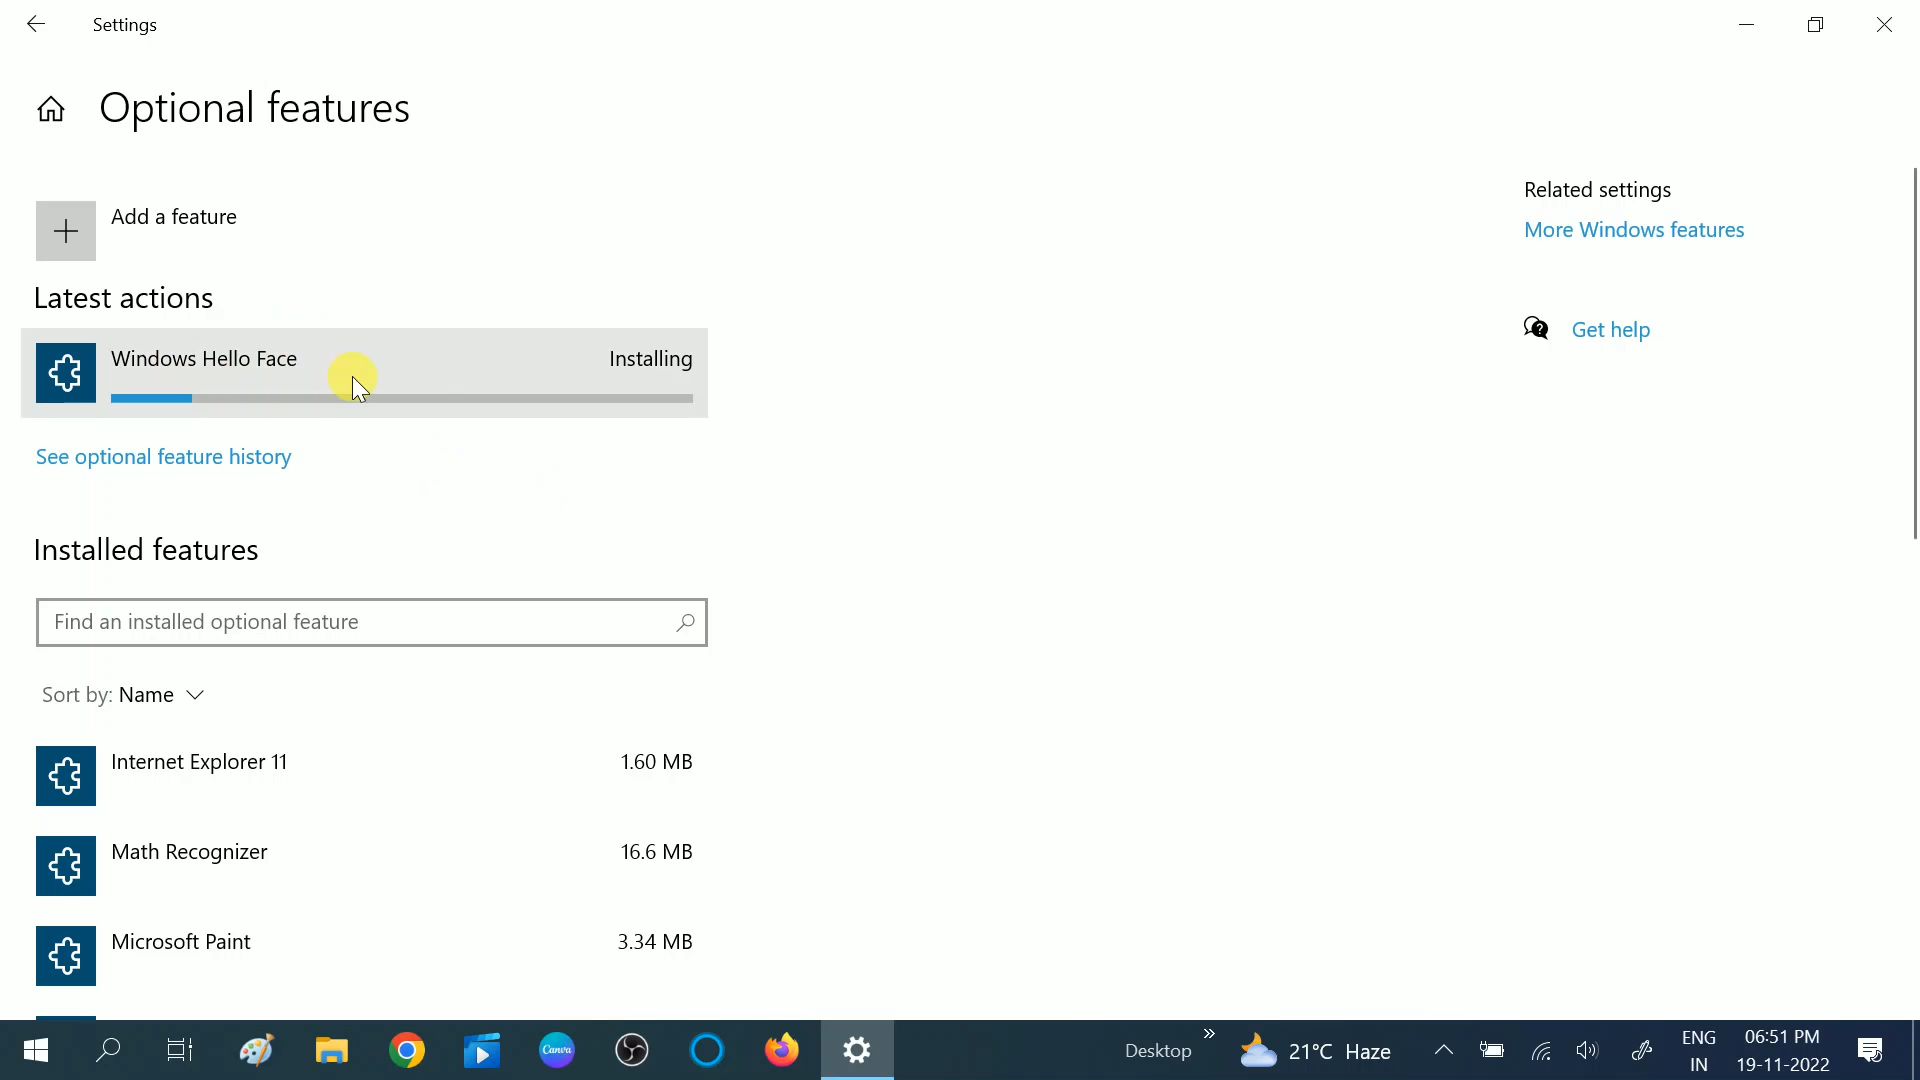 Settings
Optional features
Add a feature
Latest actions
Windows Hello Face Installing
See optional feature history
Installed features
Find an installed optional feature
Sort by: Name
Internet Explorer 11 1.60 MB
Math Recognizer 16.6 MB
Microsoft Paint 3.34 MB
Related settings
More Windows features
Get help
Canva
Desktop
21°C Haze
ENG
IN
06:51 PM
19-11-2022